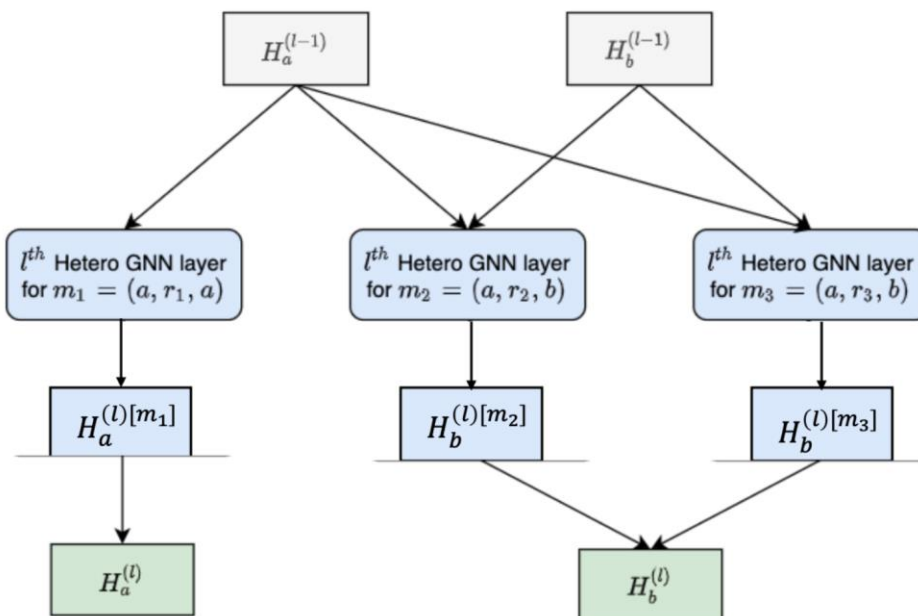 H_a^{(l−1)}
H_b^{(l−1)}
l^{th} Hetero GNN layer
for m_1 = (a, r_1, a)
l^{th} Hetero GNN layer
for m_2 = (a, r_2, b)
l^{th} Hetero GNN layer
for m_3 = (a, r_3, b)
H_a^{(l)[m_1]}
H_b^{(l)[m_2]}
H_b^{(l)[m_3]}
H_a^{(l)}
H_b^{(l)}